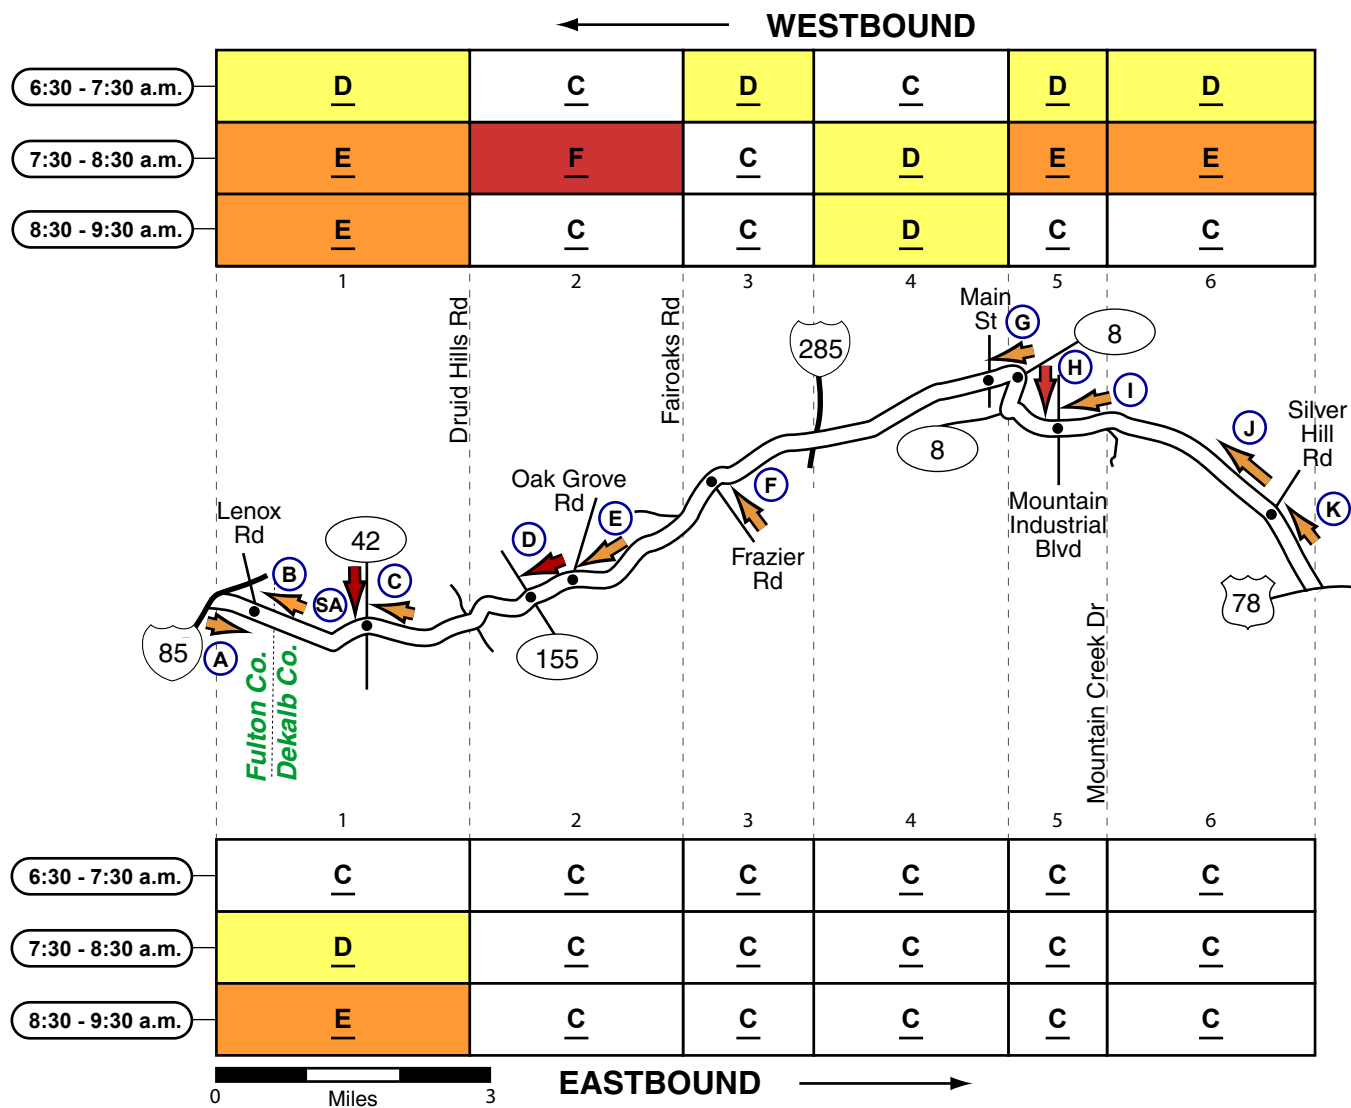 WESTBOUND
6:30 - 7:30 a.m. D C D C D D
7:30 - 8:30 a.m. E F C D E E
8:30 - 9:30 a.m. E C C D C C
1 2 3 4 5 6
Druid Hills Rd
Fairoaks Rd
285
Main
St
G
8
H
I
8
Silver
Hill
Rd
J
K
Mountain
Industrial
Blvd
78
Mountain Creek Dr
F
Frazier
Rd
Oak Grove
Rd
E
D
155
Lenox
Rd
42
B
SA
C
85
A
Fulton Co.
Dekalb Co.
1 2 3 4 5 6
6:30 - 7:30 a.m. C C C C C C
7:30 - 8:30 a.m. D C C C C C
8:30 - 9:30 a.m. E C C C C C
0 Miles 3
EASTBOUND